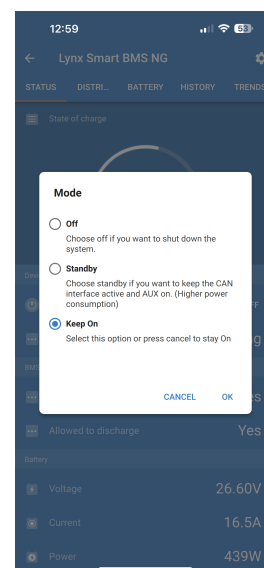 12:59
53
Lynx Smart BMS NG
STATUS DISTRI... BATTERY HISTORY TRENDS
State of charge
Mode
Off
Choose off if you want to shut down the
system.
Standby
Choose standby if you want to keep the CAN
interface active and AUX on. (Higher power
consumption)
Keep On
Select this option or press cancel to stay On
CANCEL OK
Allowed to discharge Yes
Battery
Voltage 26.60V
Current 16.5A
Power 439W